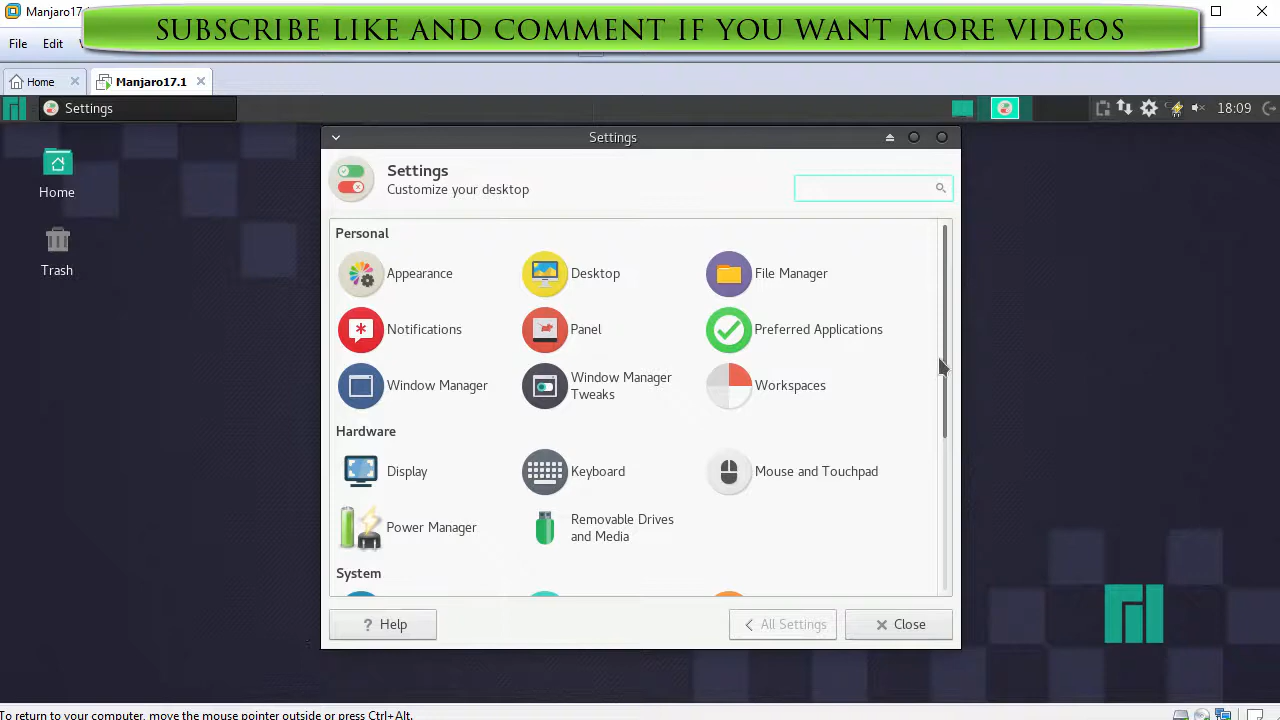 Manjaro17.
SUBSCRIBE LIKE AND COMMENT IF YOU WANT MORE VIDEOS
File Edit
Home Manjaro17.1
Settings 18:09
Settings
Home
Trash
Settings
Customize your desktop
Personal
Appearance Desktop File Manager
Notifications Panel Preferred Applications
Window Manager Window Manager Tweaks Workspaces
Hardware
Display Keyboard Mouse and Touchpad
Power Manager Removable Drives and Media
System
? Help < All Settings Close
To return to your computer, move the mouse pointer outside or press Ctrl+Alt.